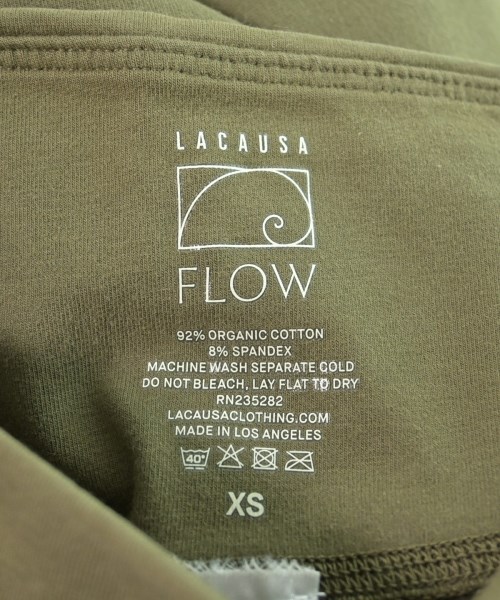 LACAUSA
FLOW
92% ORGANIC COTTON
8% SPANDEX
MACHINE WASH SEPARATE COLD
DO NOT BLEACH, LAY FLAT TO DRY
RN235282
LACAUSACLOTHING.COM
MADE IN LOS ANGELES
40°
XS